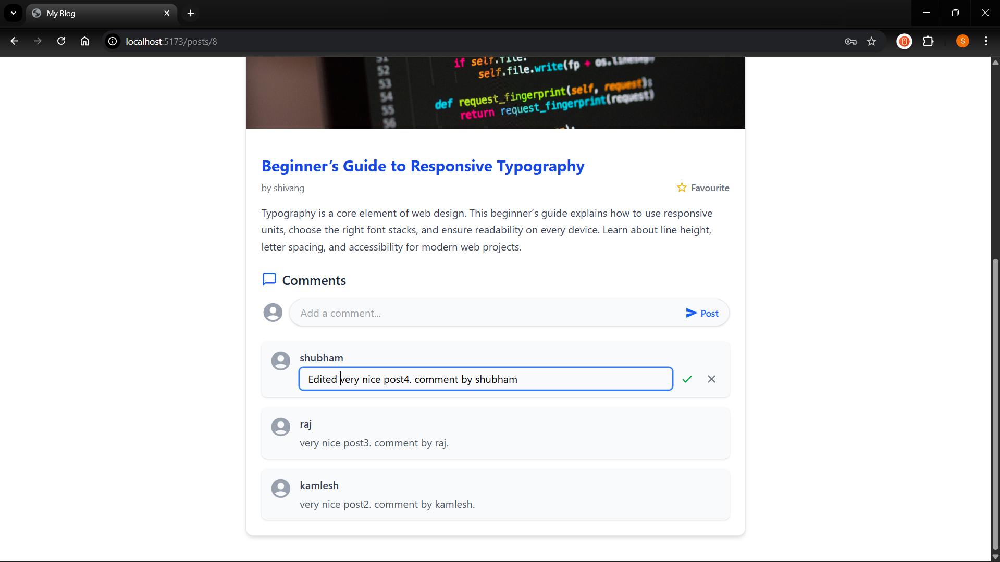 My Blog
localhost:5173/posts/8
S
51
52 if self.file:
53 self.file.write(fp + os.linesep)
54
55 def request_fingerprint(self, request):
56 return request_fingerprint(request)
Beginner’s Guide to Responsive Typography
by shivang
Favourite
Typography is a core element of web design. This beginner’s guide explains how to use responsive
units, choose the right font stacks, and ensure readability on every device. Learn about line height,
letter spacing, and accessibility for modern web projects.
Comments
Add a comment...
Post
shubham
Edited very nice post4. comment by shubham
raj
very nice post3. comment by raj.
kamlesh
very nice post2. comment by kamlesh.